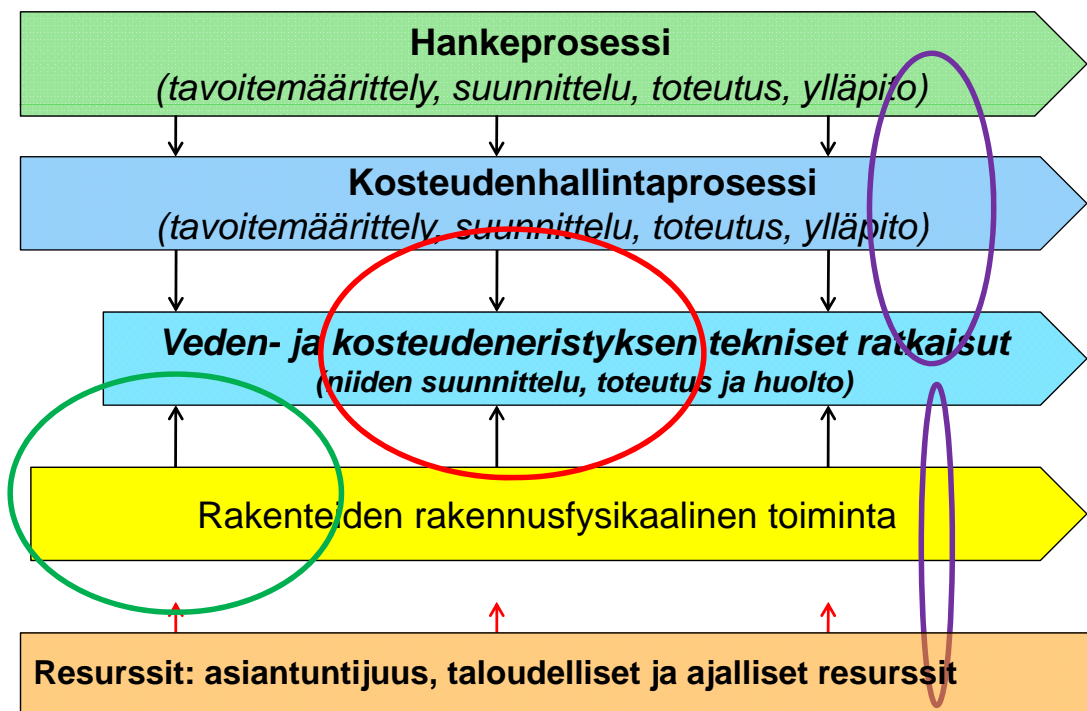 Hankeprosessi
(tavoitemäärittely, suunnittelu, toteutus, ylläpito)
Kosteudenhallintaprosessi
(tavoitemäärittely, suunnittelu, toteutus, ylläpito)
Veden- ja kosteudeneristyksen tekniset ratkaisut
(niiden suunnittelu, toteutus ja huolto)
Rakenteiden rakennusfysikaalinen toiminta
Resurssit: asiantuntijuus, taloudelliset ja ajalliset resurssit